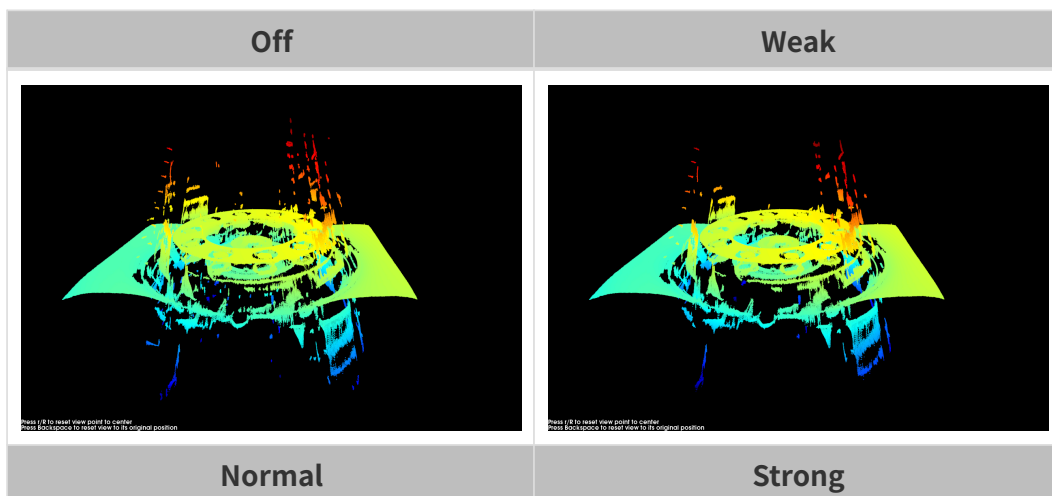 Off
Weak
Press r/R to reset view point to center
Press Backspace to reset view to its original position
Press r/R to reset view point to center
Press Backspace to reset view to its original position
Normal
Strong